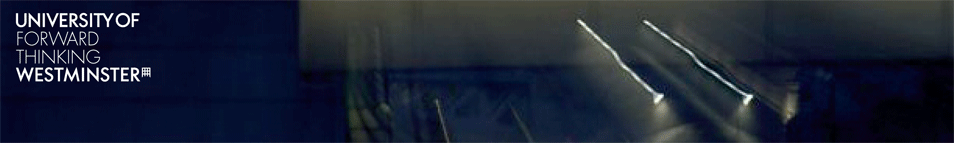 UNIVERSITY OF
FORWARD
THINKING
WESTMINSTER